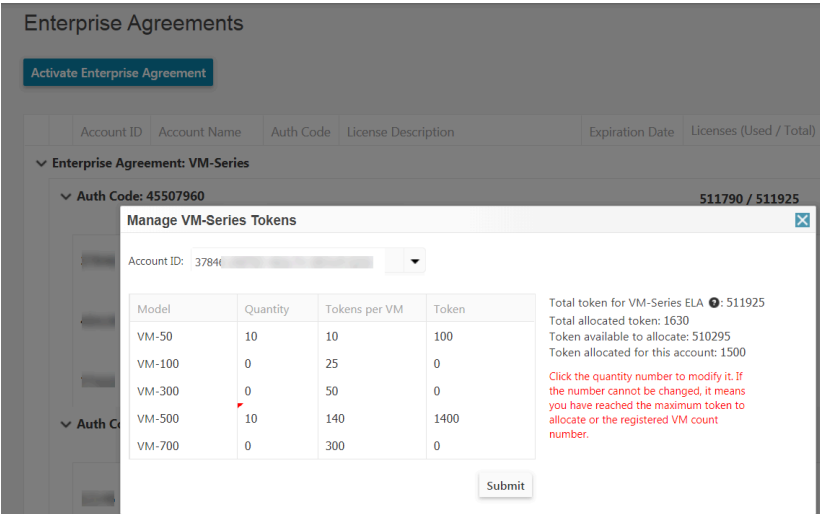 Enterprise Agreements
Activate Enterprise Agreement
Account ID Account Name Auth Code License Description Expiration Date Licenses (Used / Total)
Enterprise Agreement: VM-Series
Auth Code: 45507960 511790 / 511925
Manage VM-Series Tokens
Account ID: 37846
Model Quantity Tokens per VM Token
VM-50 10 10 100
VM-100 0 25 0
VM-300 0 50 0
VM-500 10 140 1400
VM-700 0 300 0
Total token for VM-Series ELA ?: 511925
Total allocated token: 1630
Token available to allocate: 510295
Token allocated for this account: 1500
Click the quantity number to modify it. If
the number cannot be changed, it means
you have reached the maximum token to
allocate or the registered VM count
number.
Auth
Submit